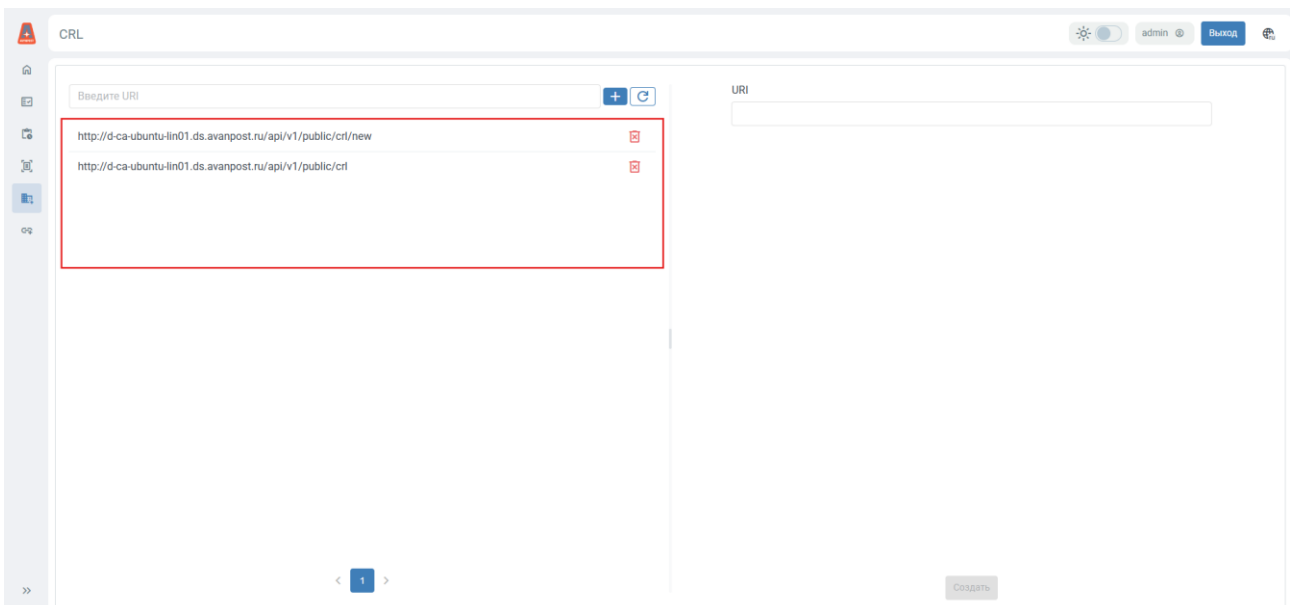 CRL
admin
Выход
ru
Введите URI
URI
http://d-ca-ubuntu-lin01.ds.avanpost.ru/api/v1/public/crl/new
http://d-ca-ubuntu-lin01.ds.avanpost.ru/api/v1/public/crl
1
Создать